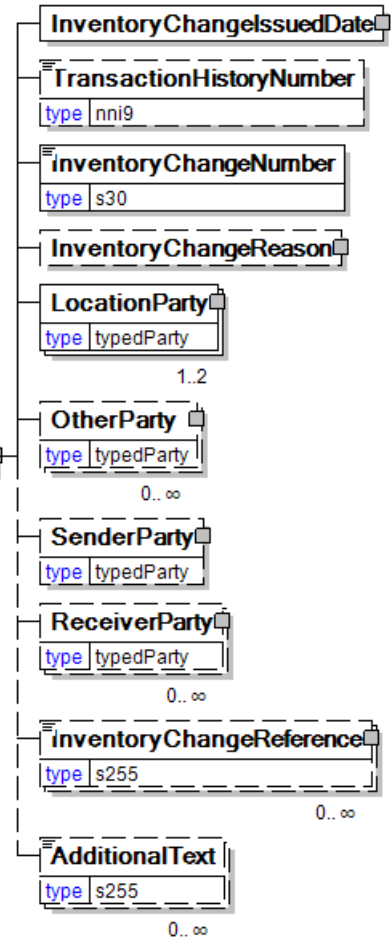 InventoryChangeIssuedDate
TransactionHistoryNumber
type nni9
InventoryChangeNumber
type s30
InventoryChangeReason
LocationParty
type typedParty
1..2
OtherParty
type typedParty
0.. ∞
SenderParty
type typedParty
ReceiverParty
type typedParty
0.. ∞
InventoryChangeReference
type s255
0.. ∞
AdditionalText
type s255
0.. ∞